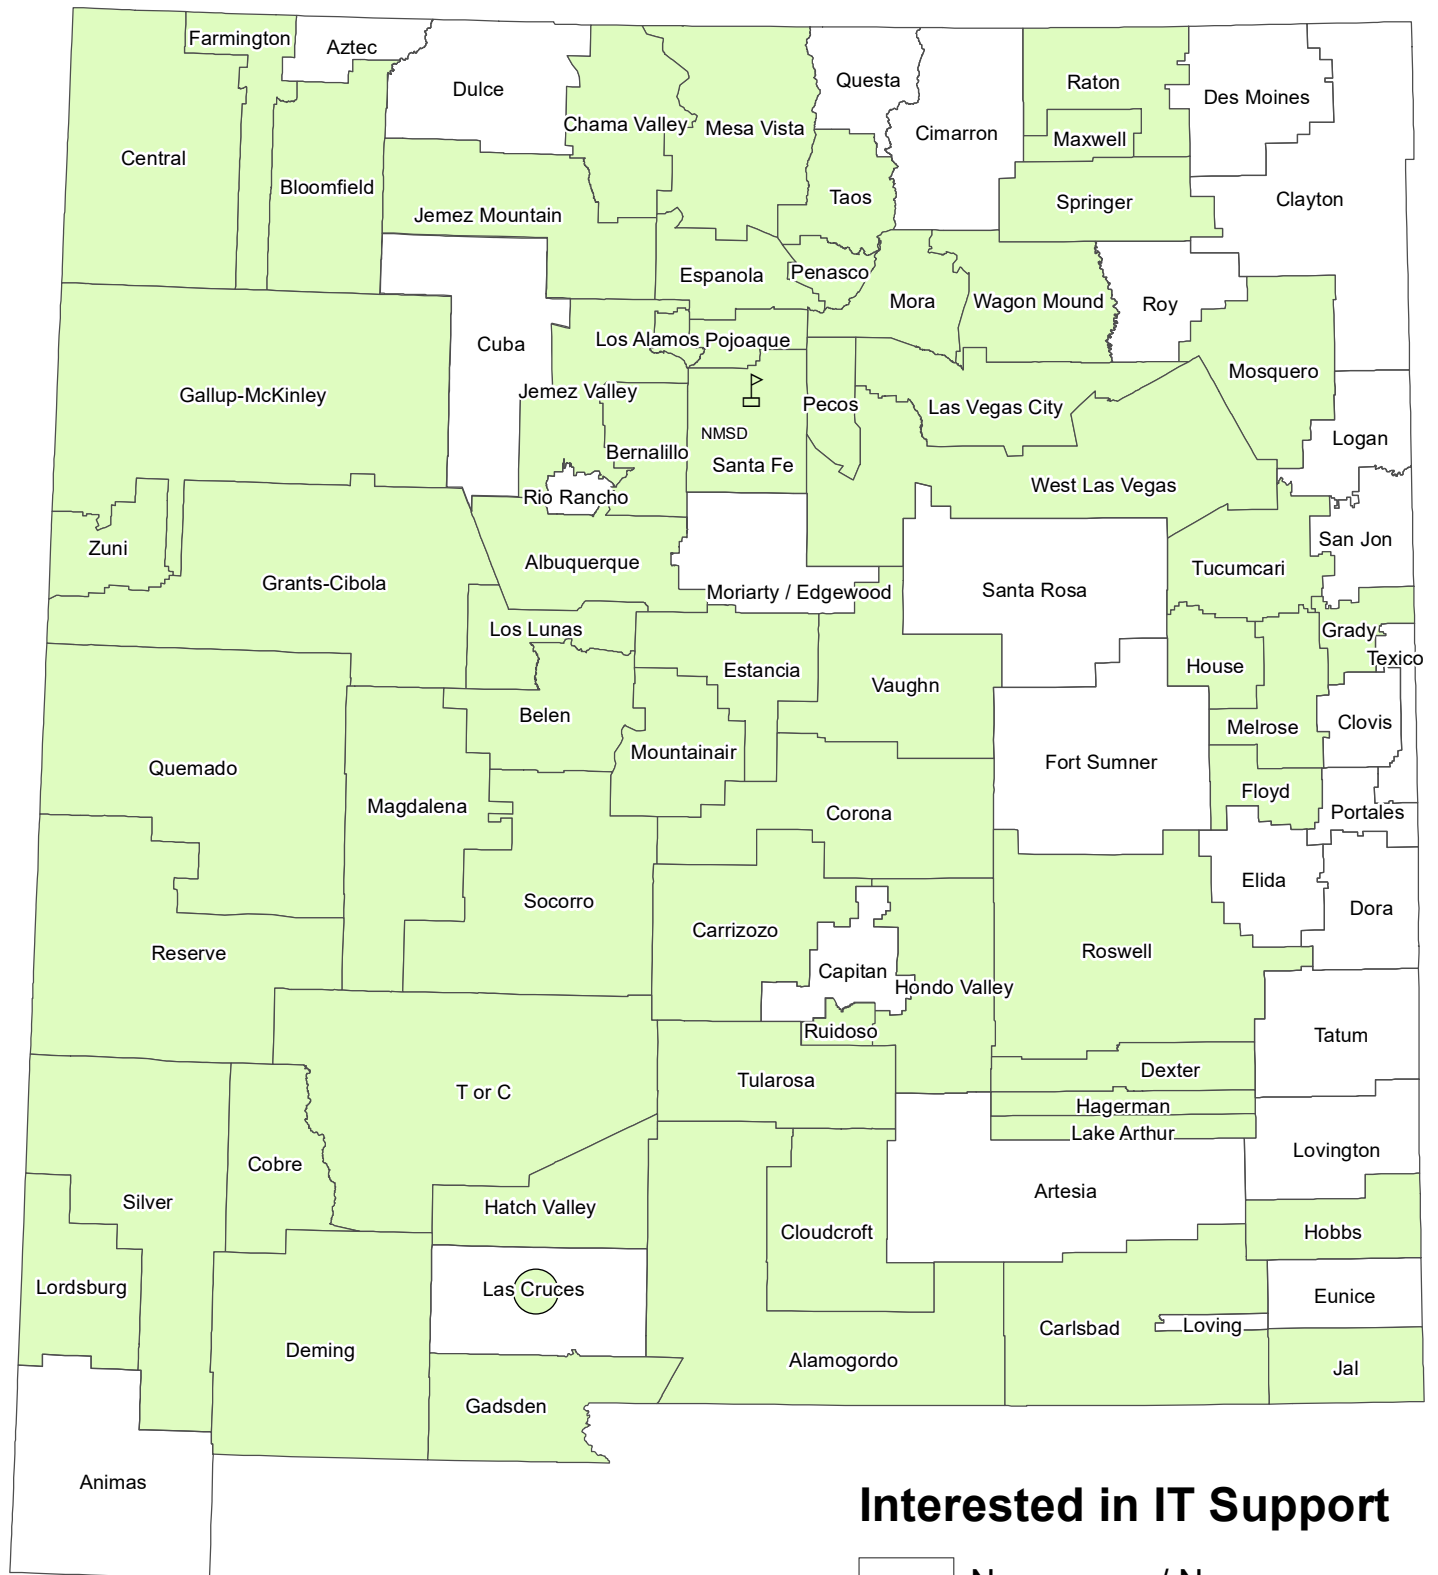 Farmington
Aztec
Dulce
Questa
Raton
Des Moines
Chama Valley
Mesa Vista
Cimarron
Maxwell
Central
Bloomfield
Taos
Springer
Clayton
Jemez Mountain
Espanola
Penasco
Mora
Wagon Mound
Roy
Cuba
Los Alamos
Pojoaque
Mosquero
Gallup-McKinley
Jemez Valley
Pecos
Las Vegas City
NMSD
Logan
Bernalillo
Santa Fe
West Las Vegas
Rio Rancho
Zuni
Albuquerque
San Jon
Grants-Cibola
Moriarty / Edgewood
Santa Rosa
Tucumcari
Los Lunas
Grady
Estancia
House
Texico
Vaughn
Belen
Melrose
Clovis
Mountainair
Quemado
Fort Sumner
Floyd
Magdalena
Corona
Portales
Socorro
Elida
Dora
Carrizozo
Reserve
Capitan
Roswell
Hondo Valley
Ruidoso
Tatum
Tularosa
Dexter
T or C
Hagerman
Lake Arthur
Lovington
Cobre
Artesia
Silver
Hatch Valley
Cloudcroft
Hobbs
Lordsburg
Las Cruces
Eunice
Carlsbad
Loving
Deming
Alamogordo
Jal
Gadsden
Animas
Interested in IT Support